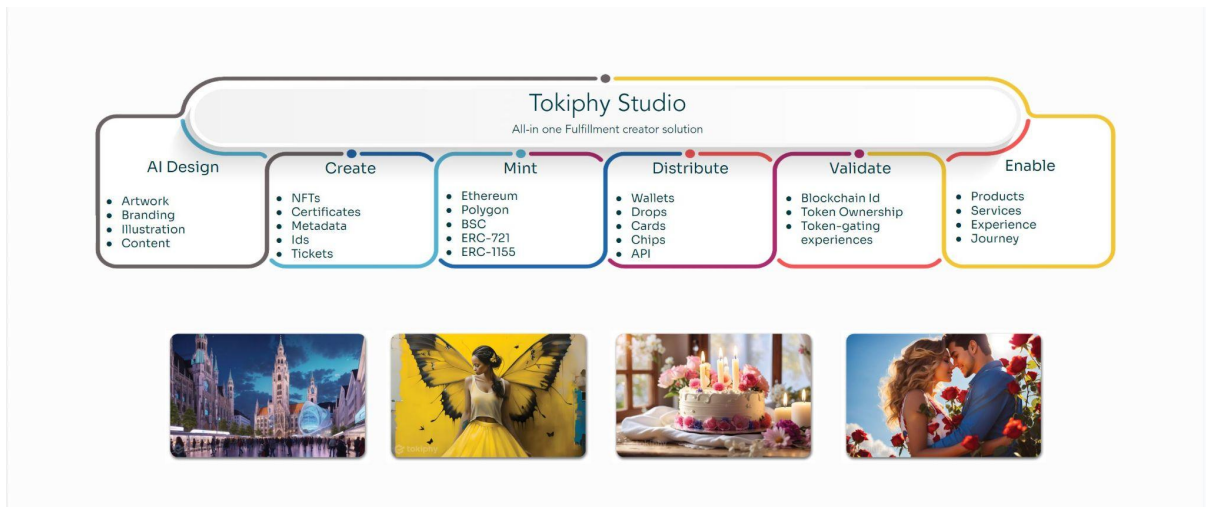 Tokiphy Studio
All-in one Fulfillment creator solution
AI Design
• Artwork
• Branding
• Illustration
• Content
Create
• NFTs
• Certificates
• Metadata
• Ids
• Tickets
Mint
• Ethereum
• Polygon
• BSC
• ERC-721
• ERC-1155
Distribute
• Wallets
• Drops
• Cards
• Chips
• API
Validate
• Blockchain Id
• Token Ownership
• Token-gating
experiences
Enable
• Products
• Services
• Experience
• Journey
tokiphy